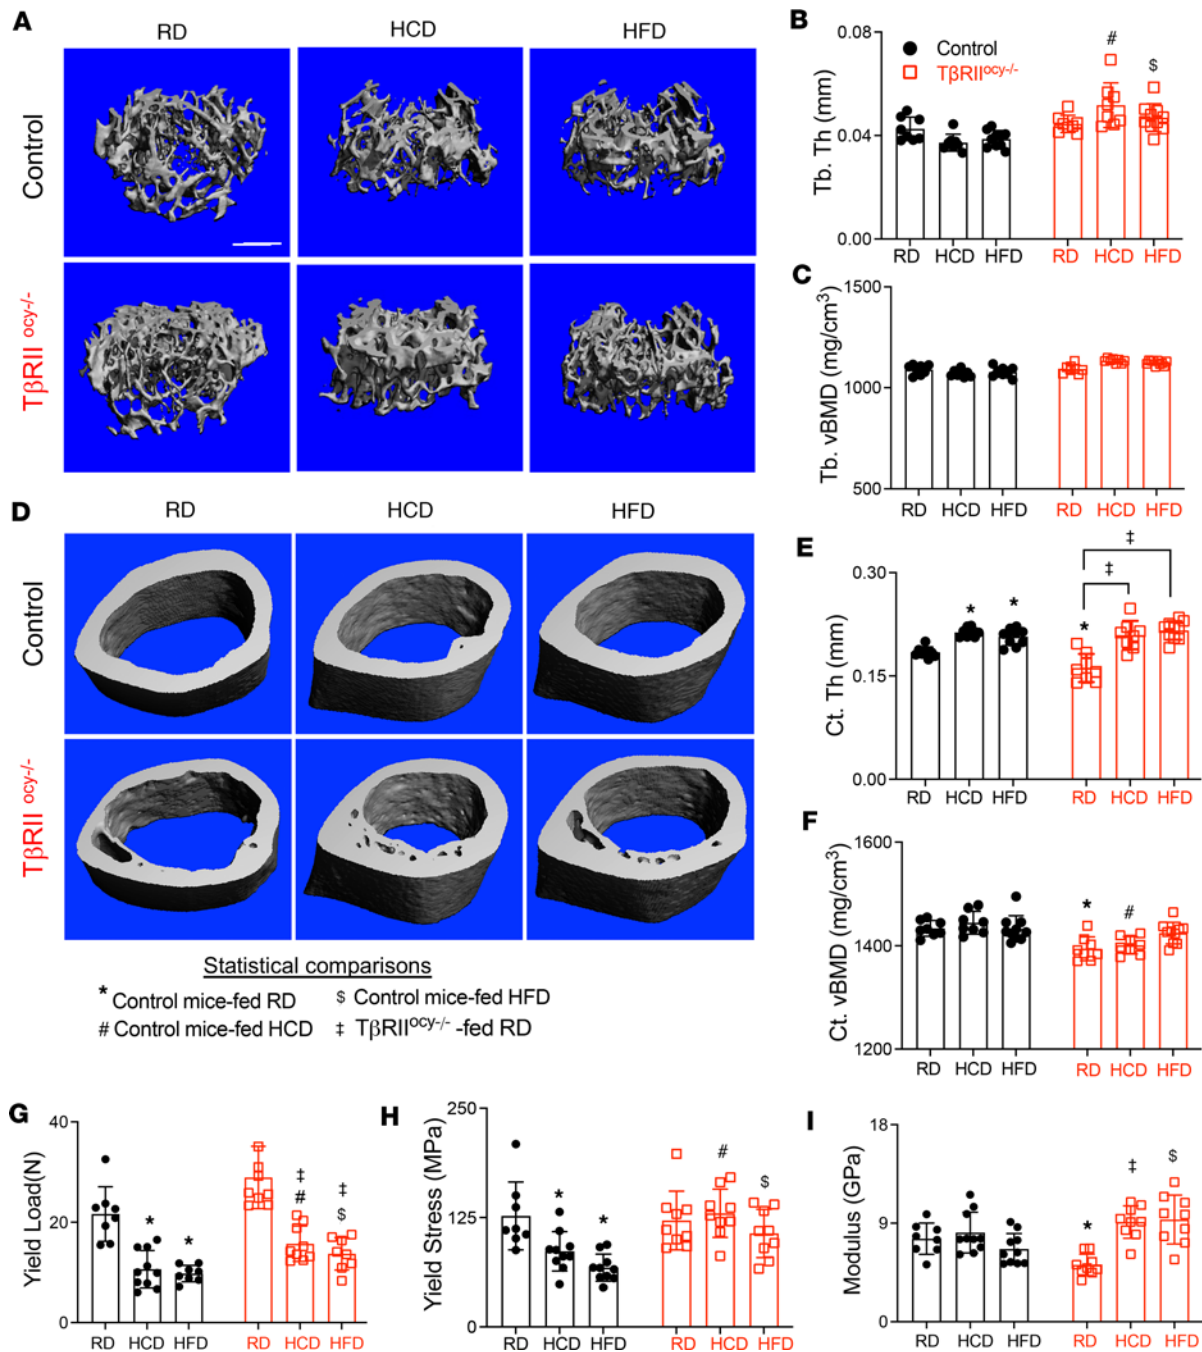 A
RD HCD HFD
Control
TβRII ocy-/-
B
Tb. Th (mm)
0.08
0.04
0.00
Control
TβRII ocy-/-
# $
RD HCD HFD RD HCD HFD
C
Tb. vBMD (mg/cm3)
1500
1000
500
RD HCD HFD RD HCD HFD
D
RD HCD HFD
Control
TβRII ocy-/-
E
Ct. Th (mm)
0.30
0.15
0.00
‡
‡
* * *
RD HCD HFD RD HCD HFD
F
Ct. vBMD (mg/cm3)
1600
1400
1200
* #
RD HCD HFD RD HCD HFD
Statistical comparisons
* Control mice-fed RD $ Control mice-fed HFD
# Control mice-fed HCD ‡ TβRIIocy-/- -fed RD
G
Yield Load(N)
40
20
0
* * ‡ # ‡ $
RD HCD HFD RD HCD HFD
H
Yield Stress (MPa)
250
125
0
* * # $
RD HCD HFD RD HCD HFD
I
Modulus (GPa)
18
9
0
* ‡ $
RD HCD HFD RD HCD HFD